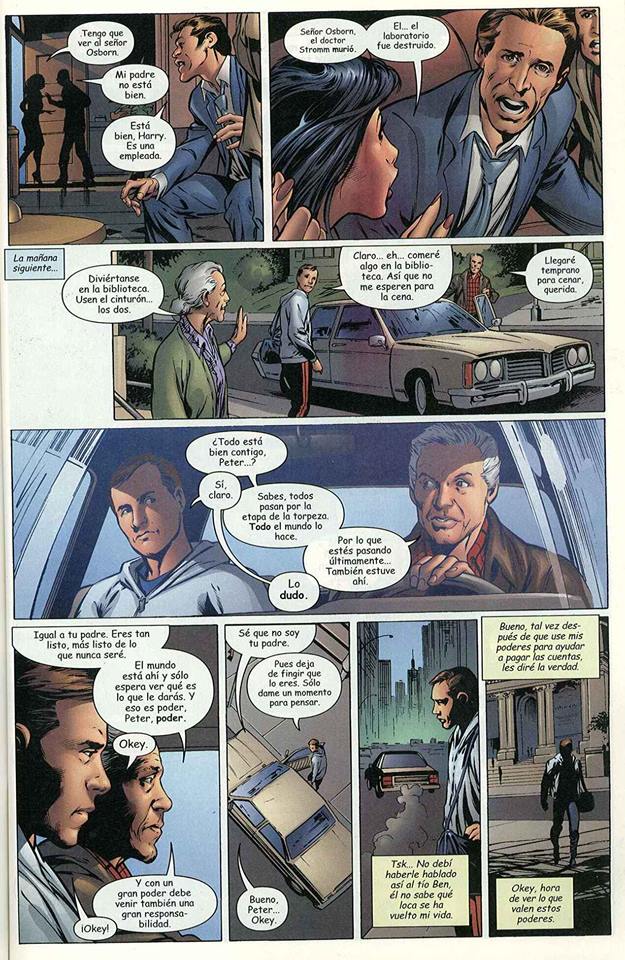 Tengo que
ver al señor
Osborn.
Mi padre
no está
bien.
Está
bien, Harry.
Es una
empleada.
Señor Osborn,
el doctor
Stromm murió.
El... el
laboratorio
fue destruido.
La mañana
siguiente...
Diviértanse
en la biblioteca.
Usen el cinturón...
los dos.
Claro... eh... comeré
algo en la biblio-
teca. Así que no
me esperen para
la cena.
Llegaré
temprano
para cenar,
querida.
¿Todo está
bien contigo,
Peter...?
Sí,
claro.
Sabes, todos
pasan por la
etapa de la torpeza.
Todo el mundo lo
hace.
Por lo que
estés pasando
últimamente...
También estuve
ahí.
Lo
dudo.
Igual a tu padre. Eres tan
listo, más listo de lo
que nunca seré.
El mundo
está ahí y sólo
espera ver qué es
lo que le darás. Y
eso es poder,
Peter, poder.
Okey.
Y con un
gran poder debe
venir también una
gran responsa-
bilidad.
¡Okey!
Sé que no soy
tu padre.
Pues deja
de fingir que
lo eres. Sólo
dame un momento
para pensar.
Bueno,
Peter...
Okey.
Tsk... No debí
haberle hablado
así al tío Ben,
él no sabe qué
loca se ha
vuelto mi vida.
Bueno, tal vez des-
pués de que use mis
poderes para ayudar
a pagar las cuentas,
les diré la verdad.
Okey, hora
de ver lo que
valen estos
poderes.